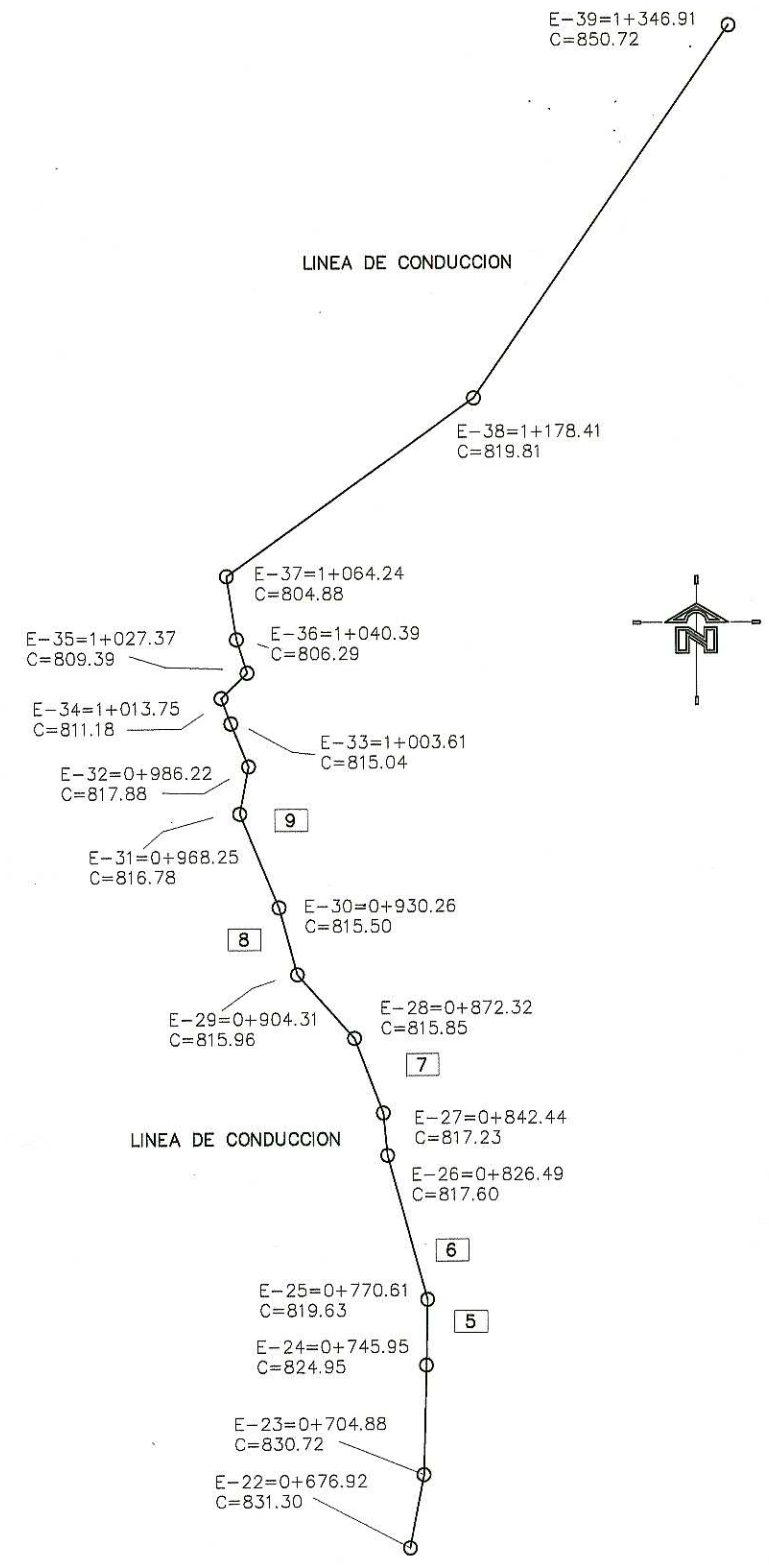 E-39=1+346.91
C=850.72
LINEA DE CONDUCCION
E-38=1+178.41
C=819.81
E-37=1+064.24
C=804.88
E-36=1+040.39
C=806.29
E-35=1+027.37
C=809.39
E-34=1+013.75
C=811.18
E-33=1+003.61
C=815.04
E-32=0+986.22
C=817.88
9
E-31=0+968.25
C=816.78
E-30=0+930.26
C=815.50
8
E-29=0+904.31
C=815.96
E-28=0+872.32
C=815.85
7
E-27=0+842.44
C=817.23
LINEA DE CONDUCCION
E-26=0+826.49
C=817.60
6
E-25=0+770.61
C=819.63
5
E-24=0+745.95
C=824.95
E-23=0+704.88
C=830.72
E-22=0+676.92
C=831.30
N